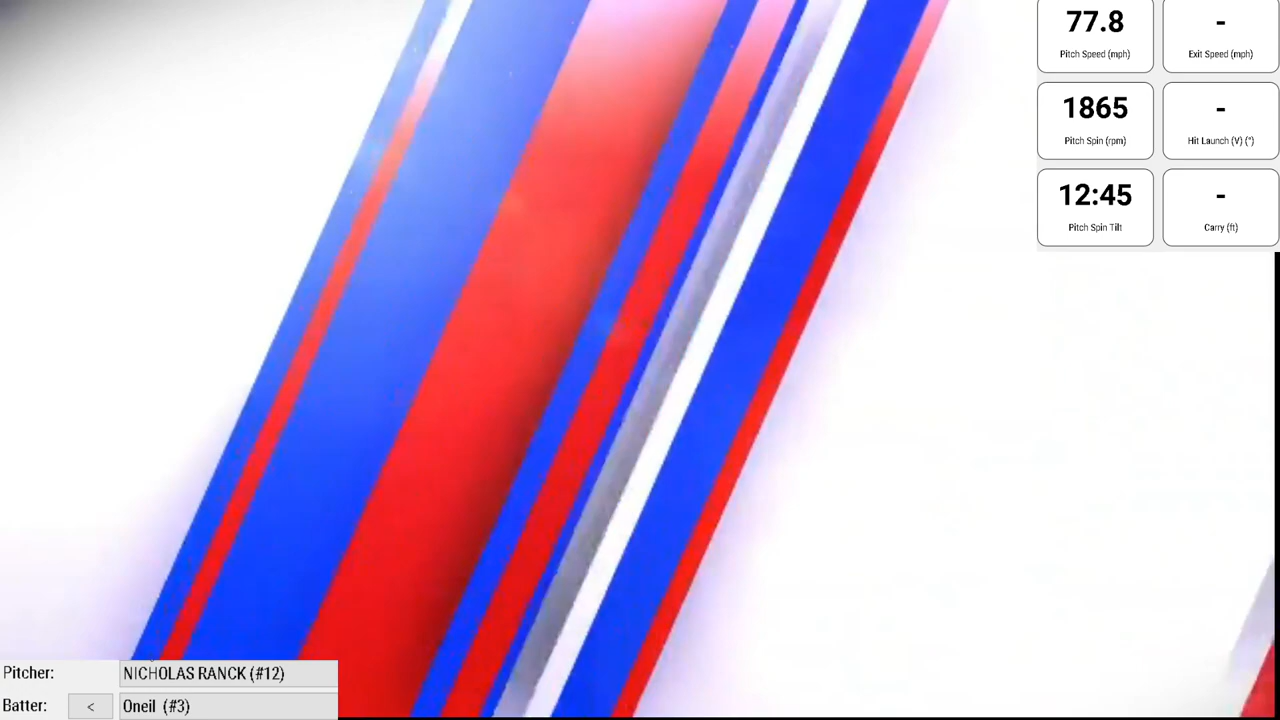 77.8
Pitch Speed (mph)
-
Exit Speed (mph)
1865
Pitch Spin (rpm)
-
Hit Launch (V) (°)
12:45
Pitch Spin Tilt
-
Carry (ft)
Pitcher: NICHOLAS RANCK (#12)
Batter: < Oneil (#3)